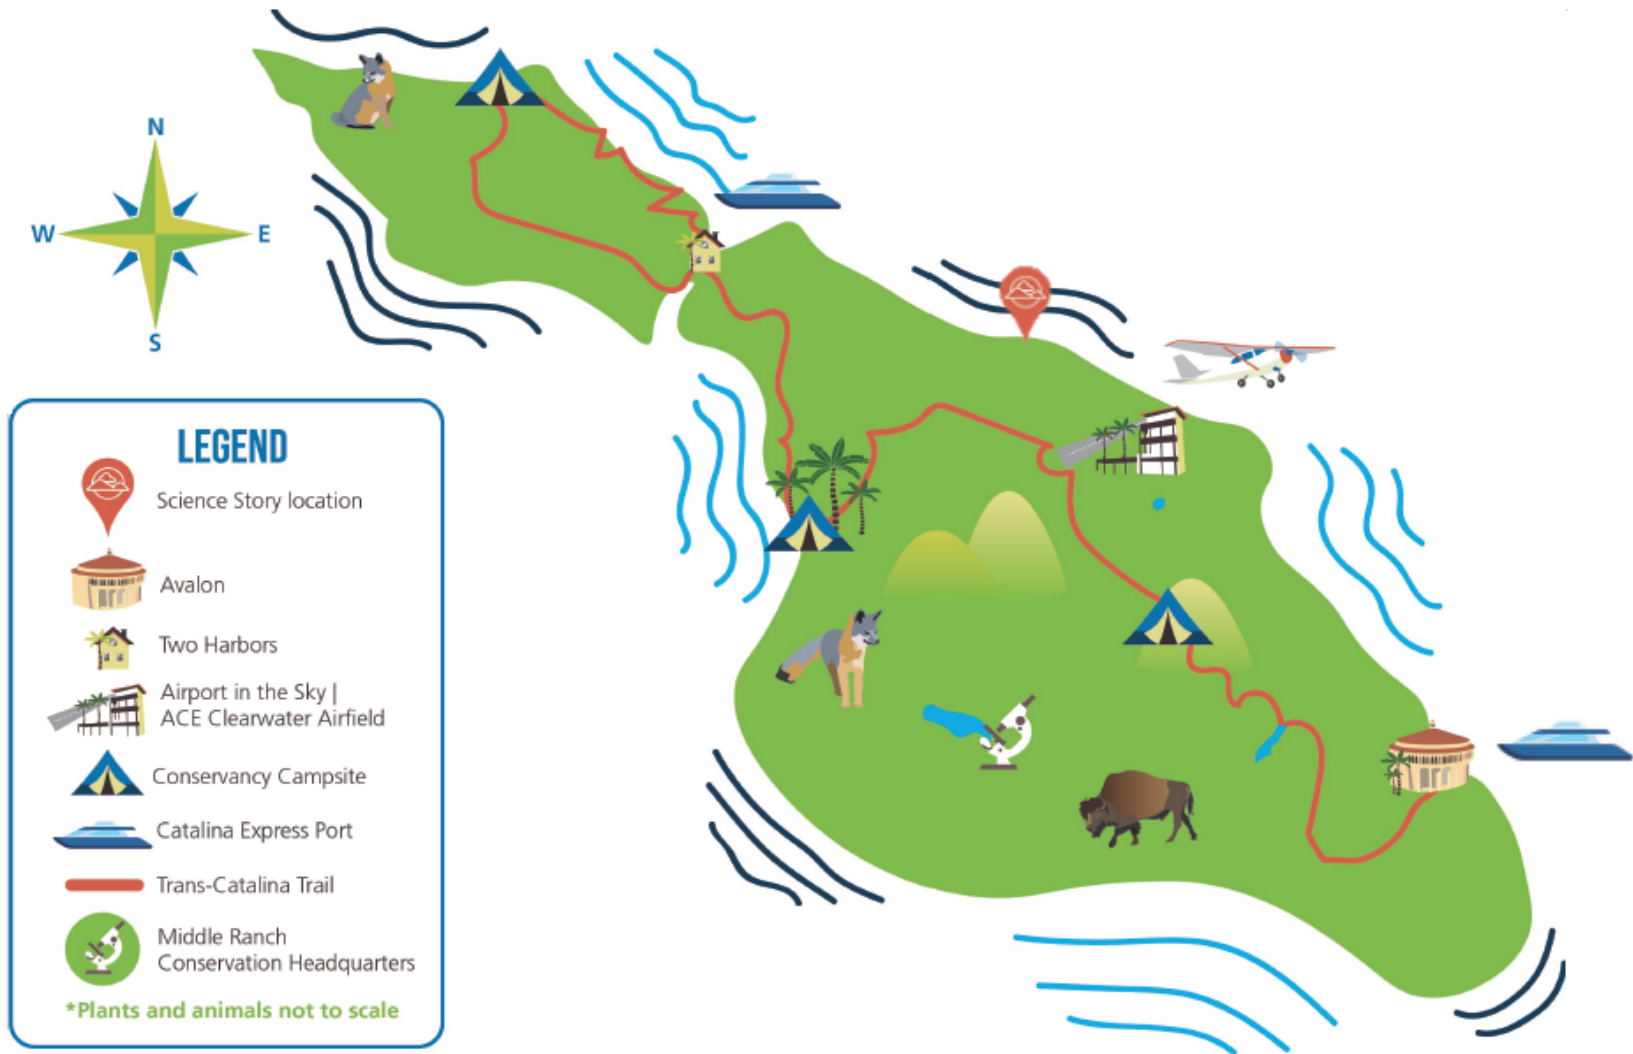 N
W
E
S
LEGEND
Science Story location
Avalon
Two Harbors
Airport in the Sky |
ACE Clearwater Airfield
Conservancy Campsite
Catalina Express Port
Trans-Catalina Trail
Middle Ranch
Conservation Headquarters
*Plants and animals not to scale